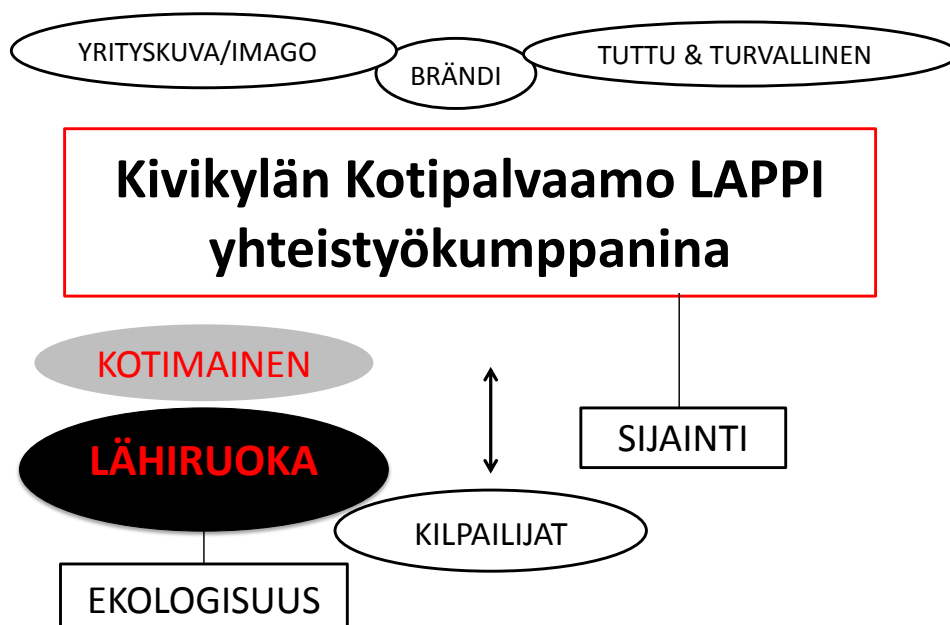 YRITYSKUVA/IMAGO
BRÄNDI
TUTTU & TURVALLINEN
Kivikylän Kotipalvaamo LAPPI
yhteistyökumppanina
KOTIMAINEN
LÄHIRUOKA
SIJAINTI
KILPAILIJAT
EKOLOGISUUS